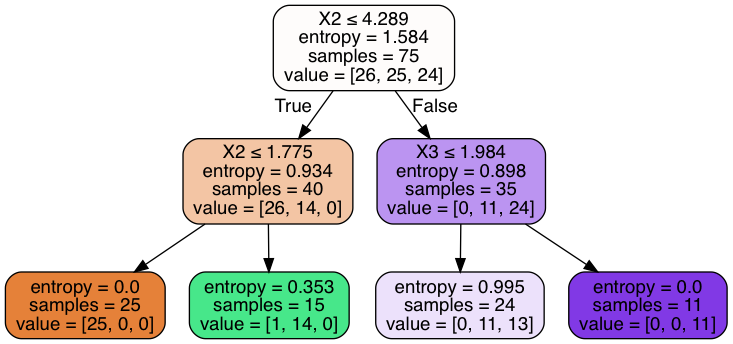 X2 ≤ 4.289
entropy = 1.584
samples = 75
value = [26, 25, 24]
True
False
X2 ≤ 1.775
entropy = 0.934
samples = 40
value = [26, 14, 0]
X3 ≤ 1.984
entropy = 0.898
samples = 35
value = [0, 11, 24]
entropy = 0.0
samples = 25
value = [25, 0, 0]
entropy = 0.353
samples = 15
value = [1, 14, 0]
entropy = 0.995
samples = 24
value = [0, 11, 13]
entropy = 0.0
samples = 11
value = [0, 0, 11]